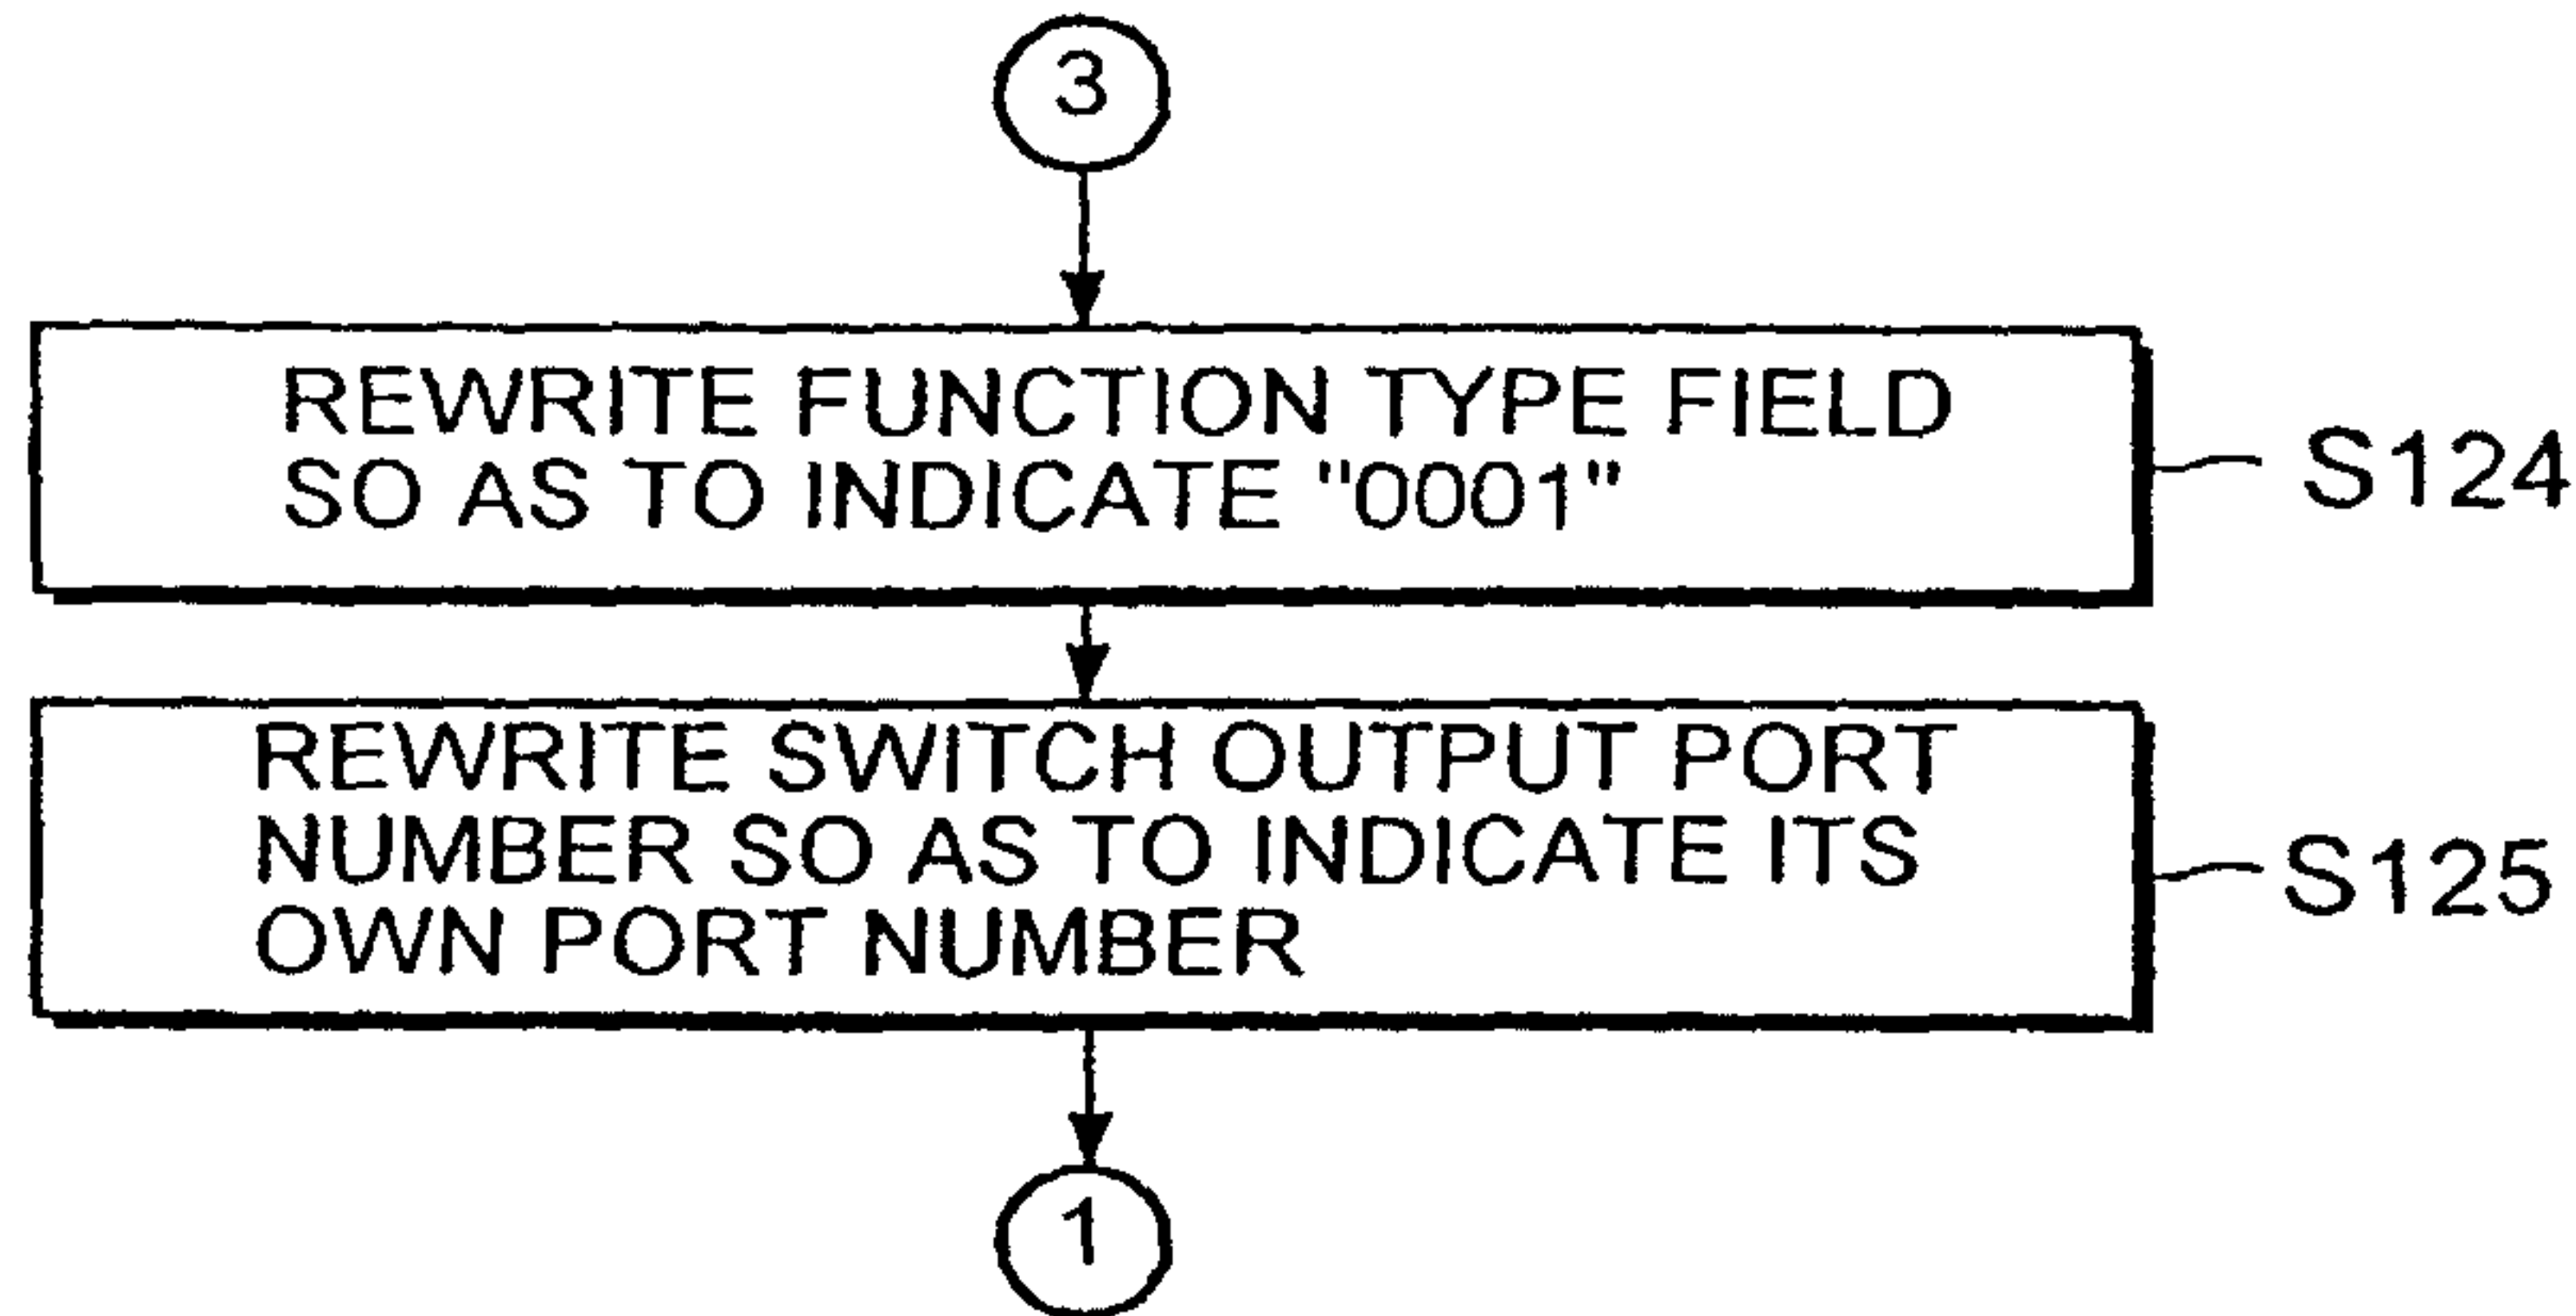 3
REWRITE FUNCTION TYPE FIELD
SO AS TO INDICATE "0001"
S124
REWRITE SWITCH OUTPUT PORT
NUMBER SO AS TO INDICATE ITS
OWN PORT NUMBER
S125
1